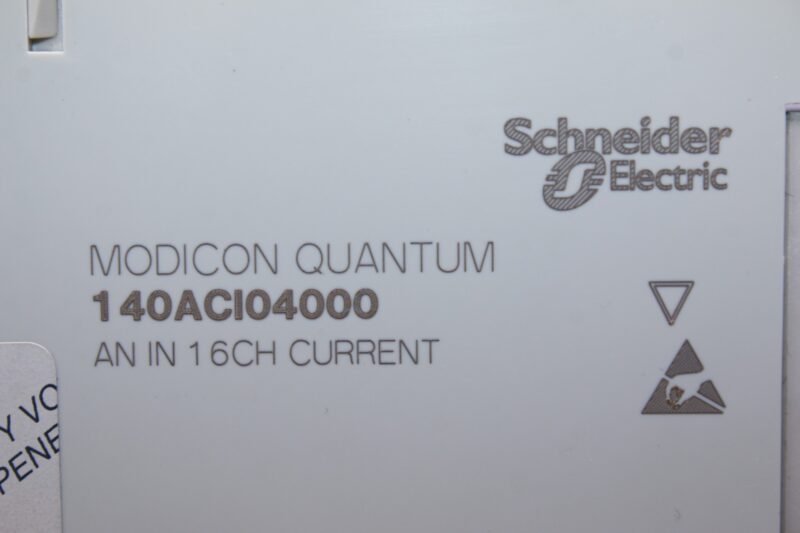 Schneider
Electric
MODICON QUANTUM
140ACI04000
AN IN 16CH CURRENT